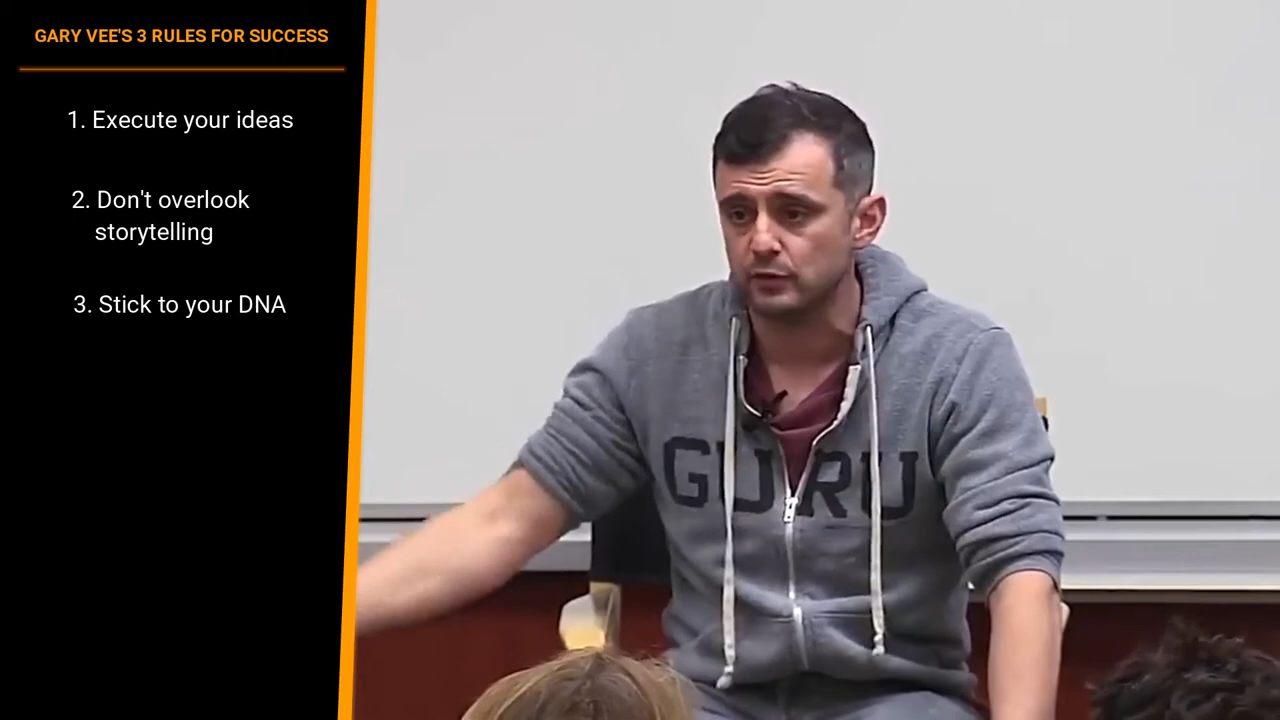 GARY VEE'S 3 RULES FOR SUCCESS
1. Execute your ideas
2. Don't overlook
storytelling
3. Stick to your DNA
GURU